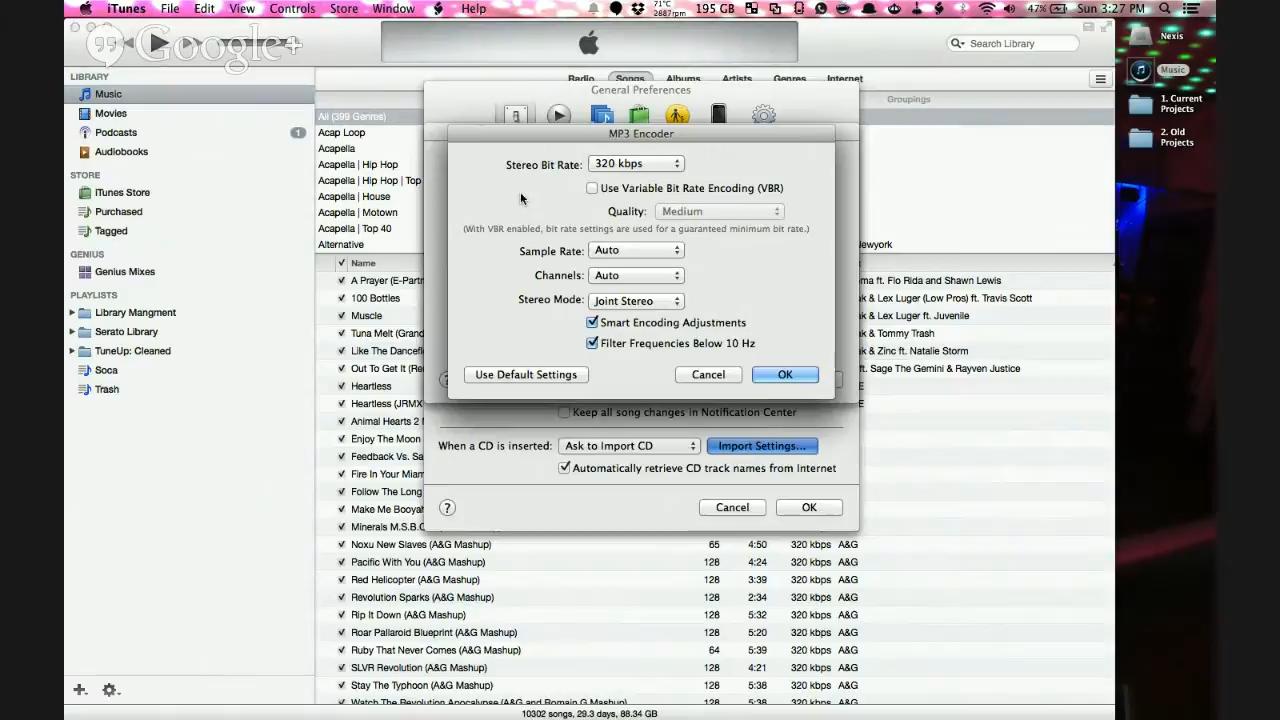 iTunes File Edit View Controls Store Window Help 71°C 2887rpm 195 GB 47% Sun 3:27 PM
Google+
Search Library
Nexis
Music
1. Current Projects
2. Old Projects
LIBRARY
Music
Movies
Podcasts 1
Audiobooks
STORE
iTunes Store
Purchased
Tagged
GENIUS
Genius Mixes
PLAYLISTS
Library Mangment
Serato Library
TuneUp: Cleaned
Soca
Trash
Radio Songs Albums Artists Genres Internet
Groupings
All (399 Genres)
Acap Loop
Acapella
Acapella | Hip Hop
Acapella | Hip Hop | Top
Acapella | House
Acapella | Motown
Acapella | Top 40
Alternative
General Preferences
MP3 Encoder
Stereo Bit Rate: 320 kbps
Use Variable Bit Rate Encoding (VBR)
Quality: Medium
(With VBR enabled, bit rate settings are used for a guaranteed minimum bit rate.)
Sample Rate: Auto
Channels: Auto
Stereo Mode: Joint Stereo
Smart Encoding Adjustments
Filter Frequencies Below 10 Hz
Use Default Settings Cancel OK
Keep all song changes in Notification Center
When a CD is inserted: Ask to Import CD Import Settings...
Automatically retrieve CD track names from Internet
? Cancel OK
Name
A Prayer (E-Partn
ft. Flo Rida and Shawn Lewis
100 Bottles
& Lex Luger (Low Pros) ft. Travis Scott
Muscle
& Lex Luger ft. Juvenile
Tuna Melt (Grand
& Tommy Trash
Like The Dancefl
& Zinc ft. Natalie Storm
Out To Get It (Re
ft. Sage The Gemini & Rayven Justice
Heartless
Heartless (JRMX
Animal Hearts 2
Enjoy The Moon
Feedback Vs. Sa
Fire In Your Miam
Follow The Long
Make Me Booyah
Minerals M.S.B.C
Noxu New Slaves (A&G Mashup) 65 4:50 320 kbps A&G
Pacific With You (A&G Mashup) 128 4:24 320 kbps A&G
Red Helicopter (A&G Mashup) 128 3:39 320 kbps A&G
Revolution Sparks (A&G Mashup) 128 2:34 320 kbps A&G
Rip It Down (A&G Mashup) 128 5:32 320 kbps A&G
Roar Pallaroid Blueprint (A&G Mashup) 128 5:20 320 kbps A&G
Ruby That Never Comes (A&G Mashup) 64 5:39 320 kbps A&G
SLVR Revolution (A&G Mashup) 128 4:21 320 kbps A&G
Stay The Typhoon (A&G Mashup) 128 5:38 320 kbps A&G
Watch The Revolution Apocalypse (A&G and Romain G Mashup) 128 5:38 320 kbps A&G
10302 songs, 29.3 days, 88.34 GB